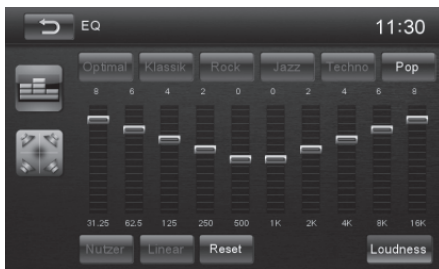 EQ 11:30
Optimal Klassik Rock Jazz Techno Pop
8 6 4 2 0 0 2 4 6 8
31.25 62.5 125 250 500 1K 2K 4K 8K 16K
Nutzer Linear Reset Loudness